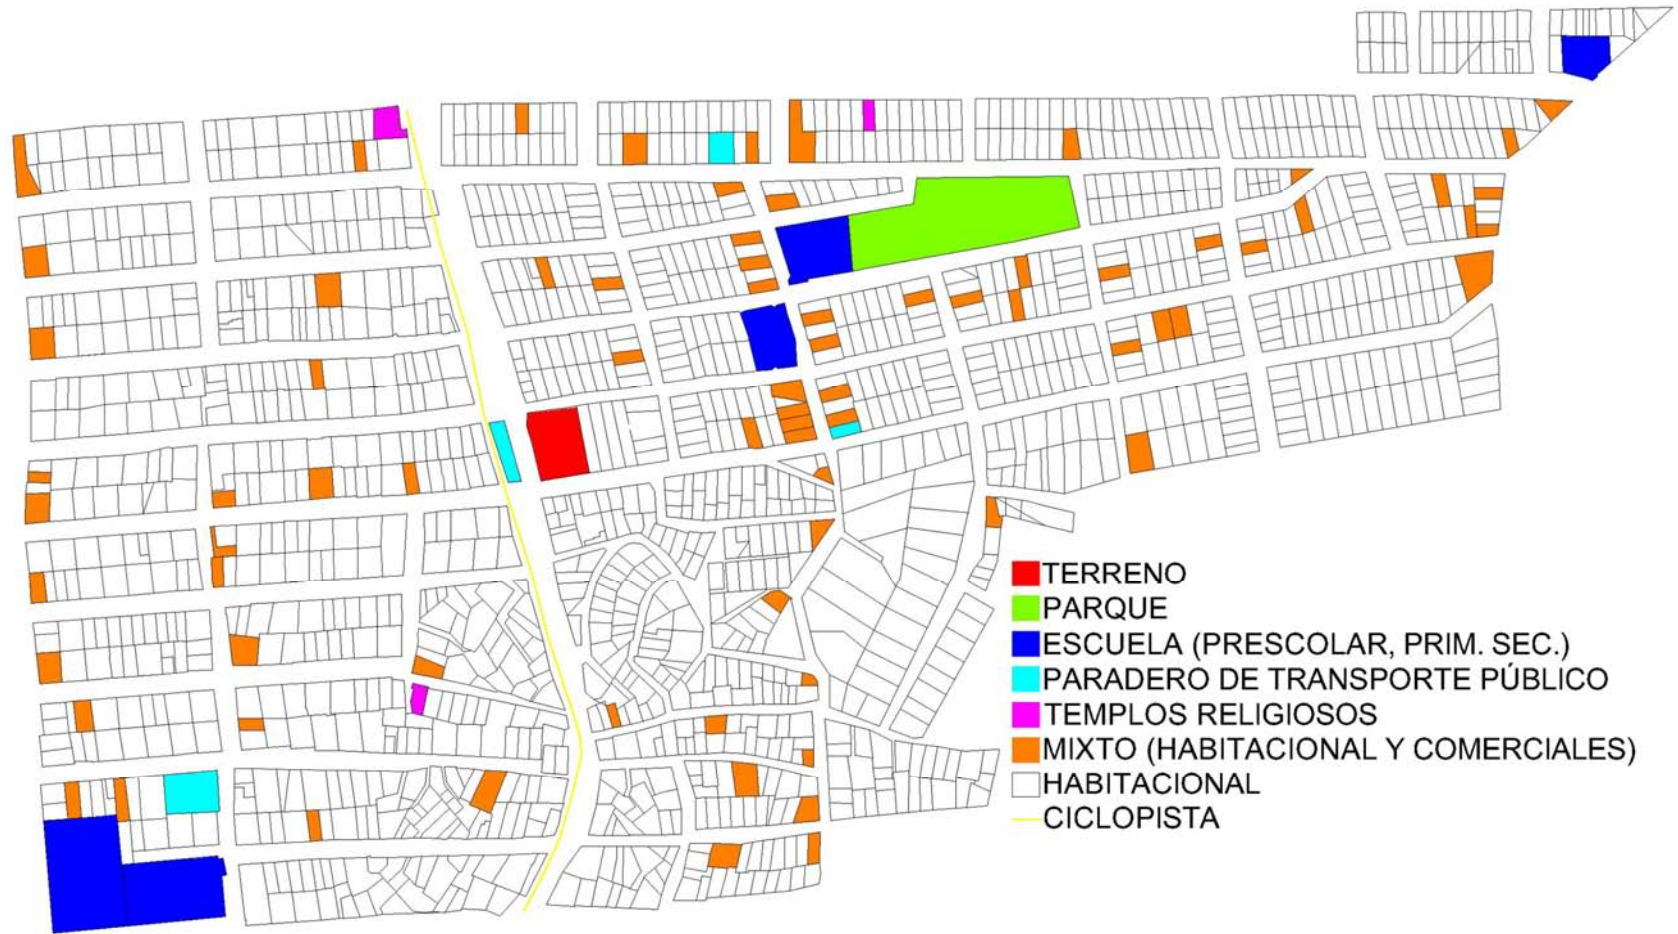 TERRENO
PARQUE
ESCUELA (PRESCOLAR, PRIM. SEC.)
PARADERO DE TRANSPORTE PÚBLICO
TEMPLOS RELIGIOSOS
MIXTO (HABITACIONAL Y COMERCIALES)
HABITACIONAL
CICLOPISTA